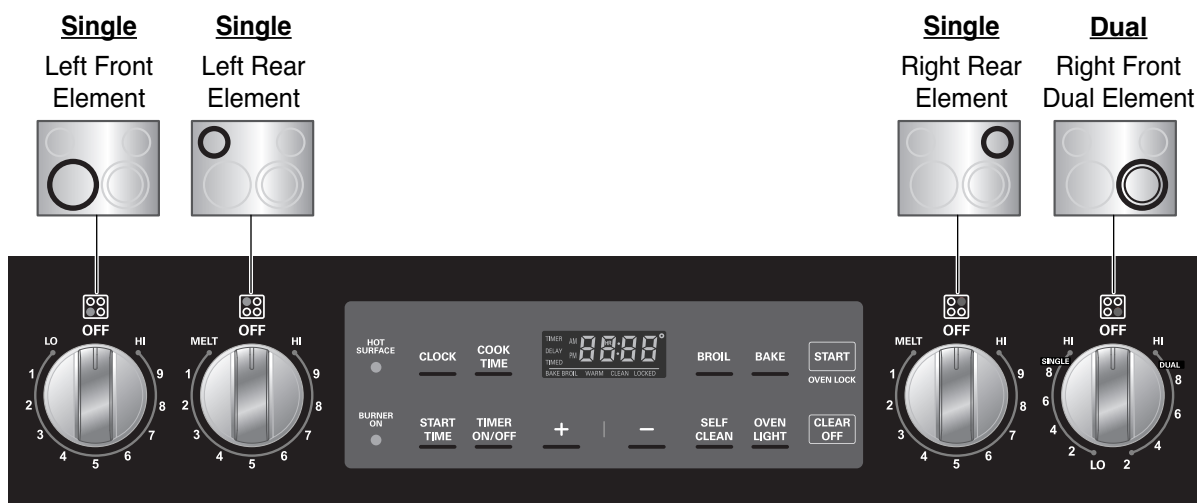 Single
Left Front
Element
Single
Left Rear
Element
Single
Right Rear
Element
Dual
Right Front
Dual Element
OFF
LO
HI
1
2
3
4
5
6
7
8
9
OFF
MELT
HI
1
2
3
4
5
6
7
8
9
HOT
SURFACE
CLOCK
COOK
TIME
TIMER
DELAY
TIMED
AM
PM
88:88°
BAKE BROIL WARM CLEAN LOCKED
BROIL
BAKE
START
OVEN LOCK
BURNER
ON
START
TIME
TIMER
ON/OFF
+
−
SELF
CLEAN
OVEN
LIGHT
CLEAR
OFF
OFF
MELT
HI
1
2
3
4
5
6
7
8
9
OFF
HI
HI
SINGLE
DUAL
8
6
4
2
LO
2
4
6
8